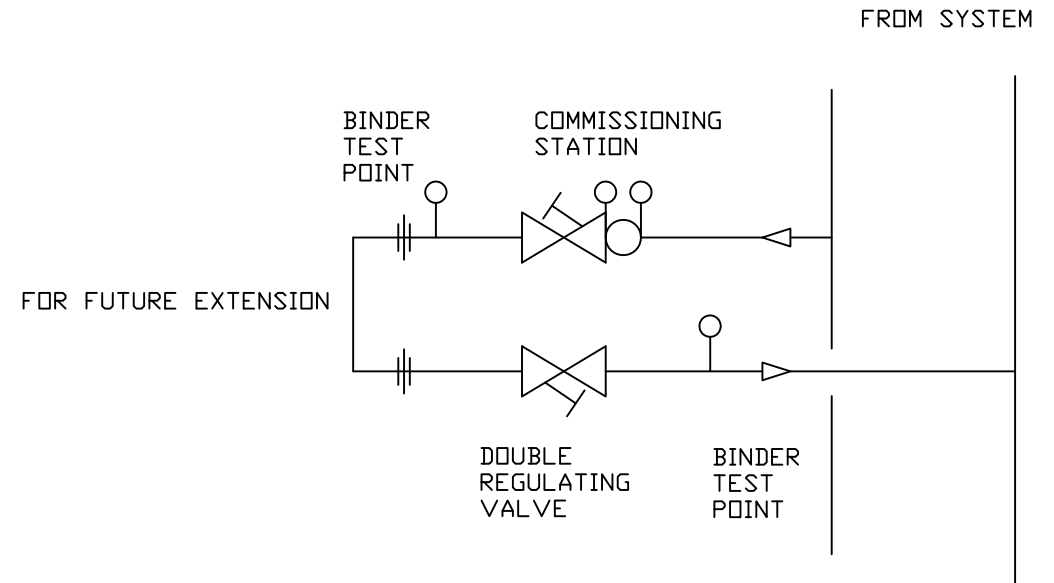 FROM SYSTEM
BINDER
TEST
POINT
COMMISSIONING
STATION
FOR FUTURE EXTENSION
DOUBLE
REGULATING
VALVE
BINDER
TEST
POINT